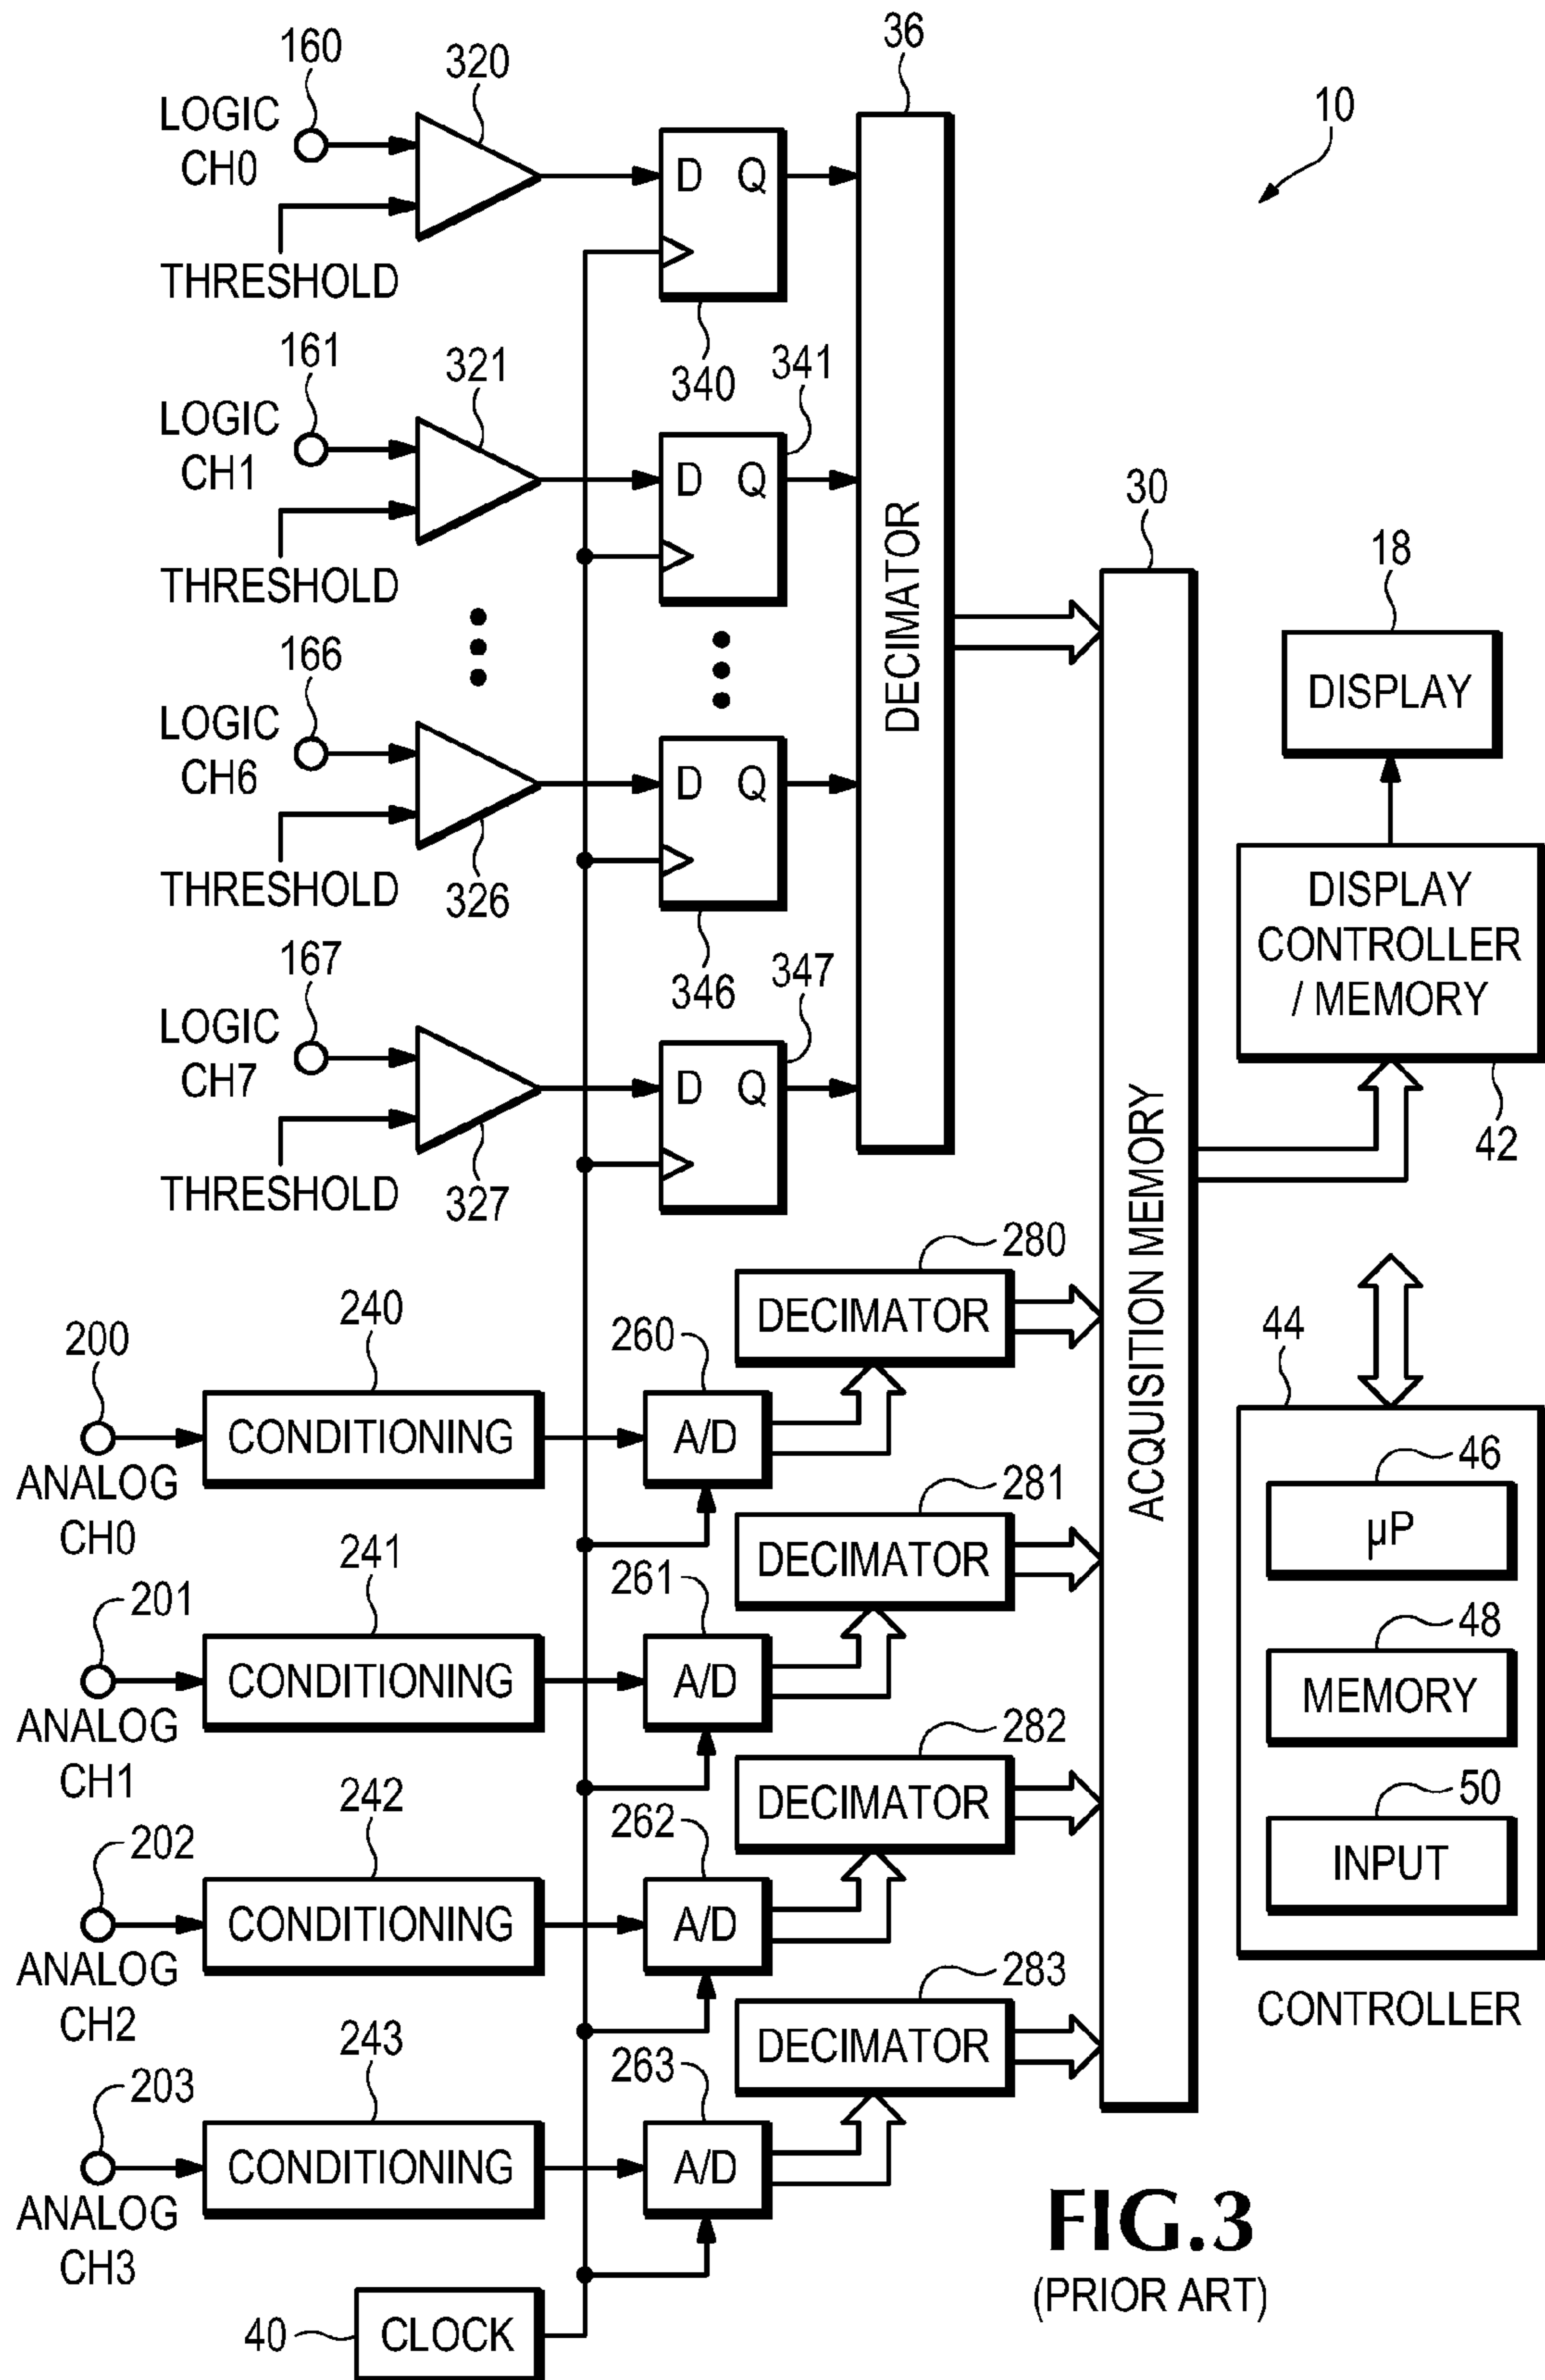 36
10
160
320
LOGIC
CH0
THRESHOLD
D Q
340
161
321
341
LOGIC
CH1
THRESHOLD
D Q
DECIMATOR
30
18
DISPLAY
166
LOGIC
CH6
THRESHOLD
326
D Q
346
DISPLAY
CONTROLLER
/ MEMORY
42
167
347
LOGIC
CH7
THRESHOLD
327
D Q
ACQUISITION MEMORY
280
DECIMATOR
200
240
260
CONDITIONING
A/D
ANALOG
CH0
281
DECIMATOR
201
241
261
CONDITIONING
A/D
ANALOG
CH1
282
DECIMATOR
202
242
262
CONDITIONING
A/D
ANALOG
CH2
283
DECIMATOR
203
243
263
CONDITIONING
A/D
ANALOG
CH3
40
CLOCK
44
46
µP
48
MEMORY
50
INPUT
CONTROLLER
FIG.3
(PRIOR ART)